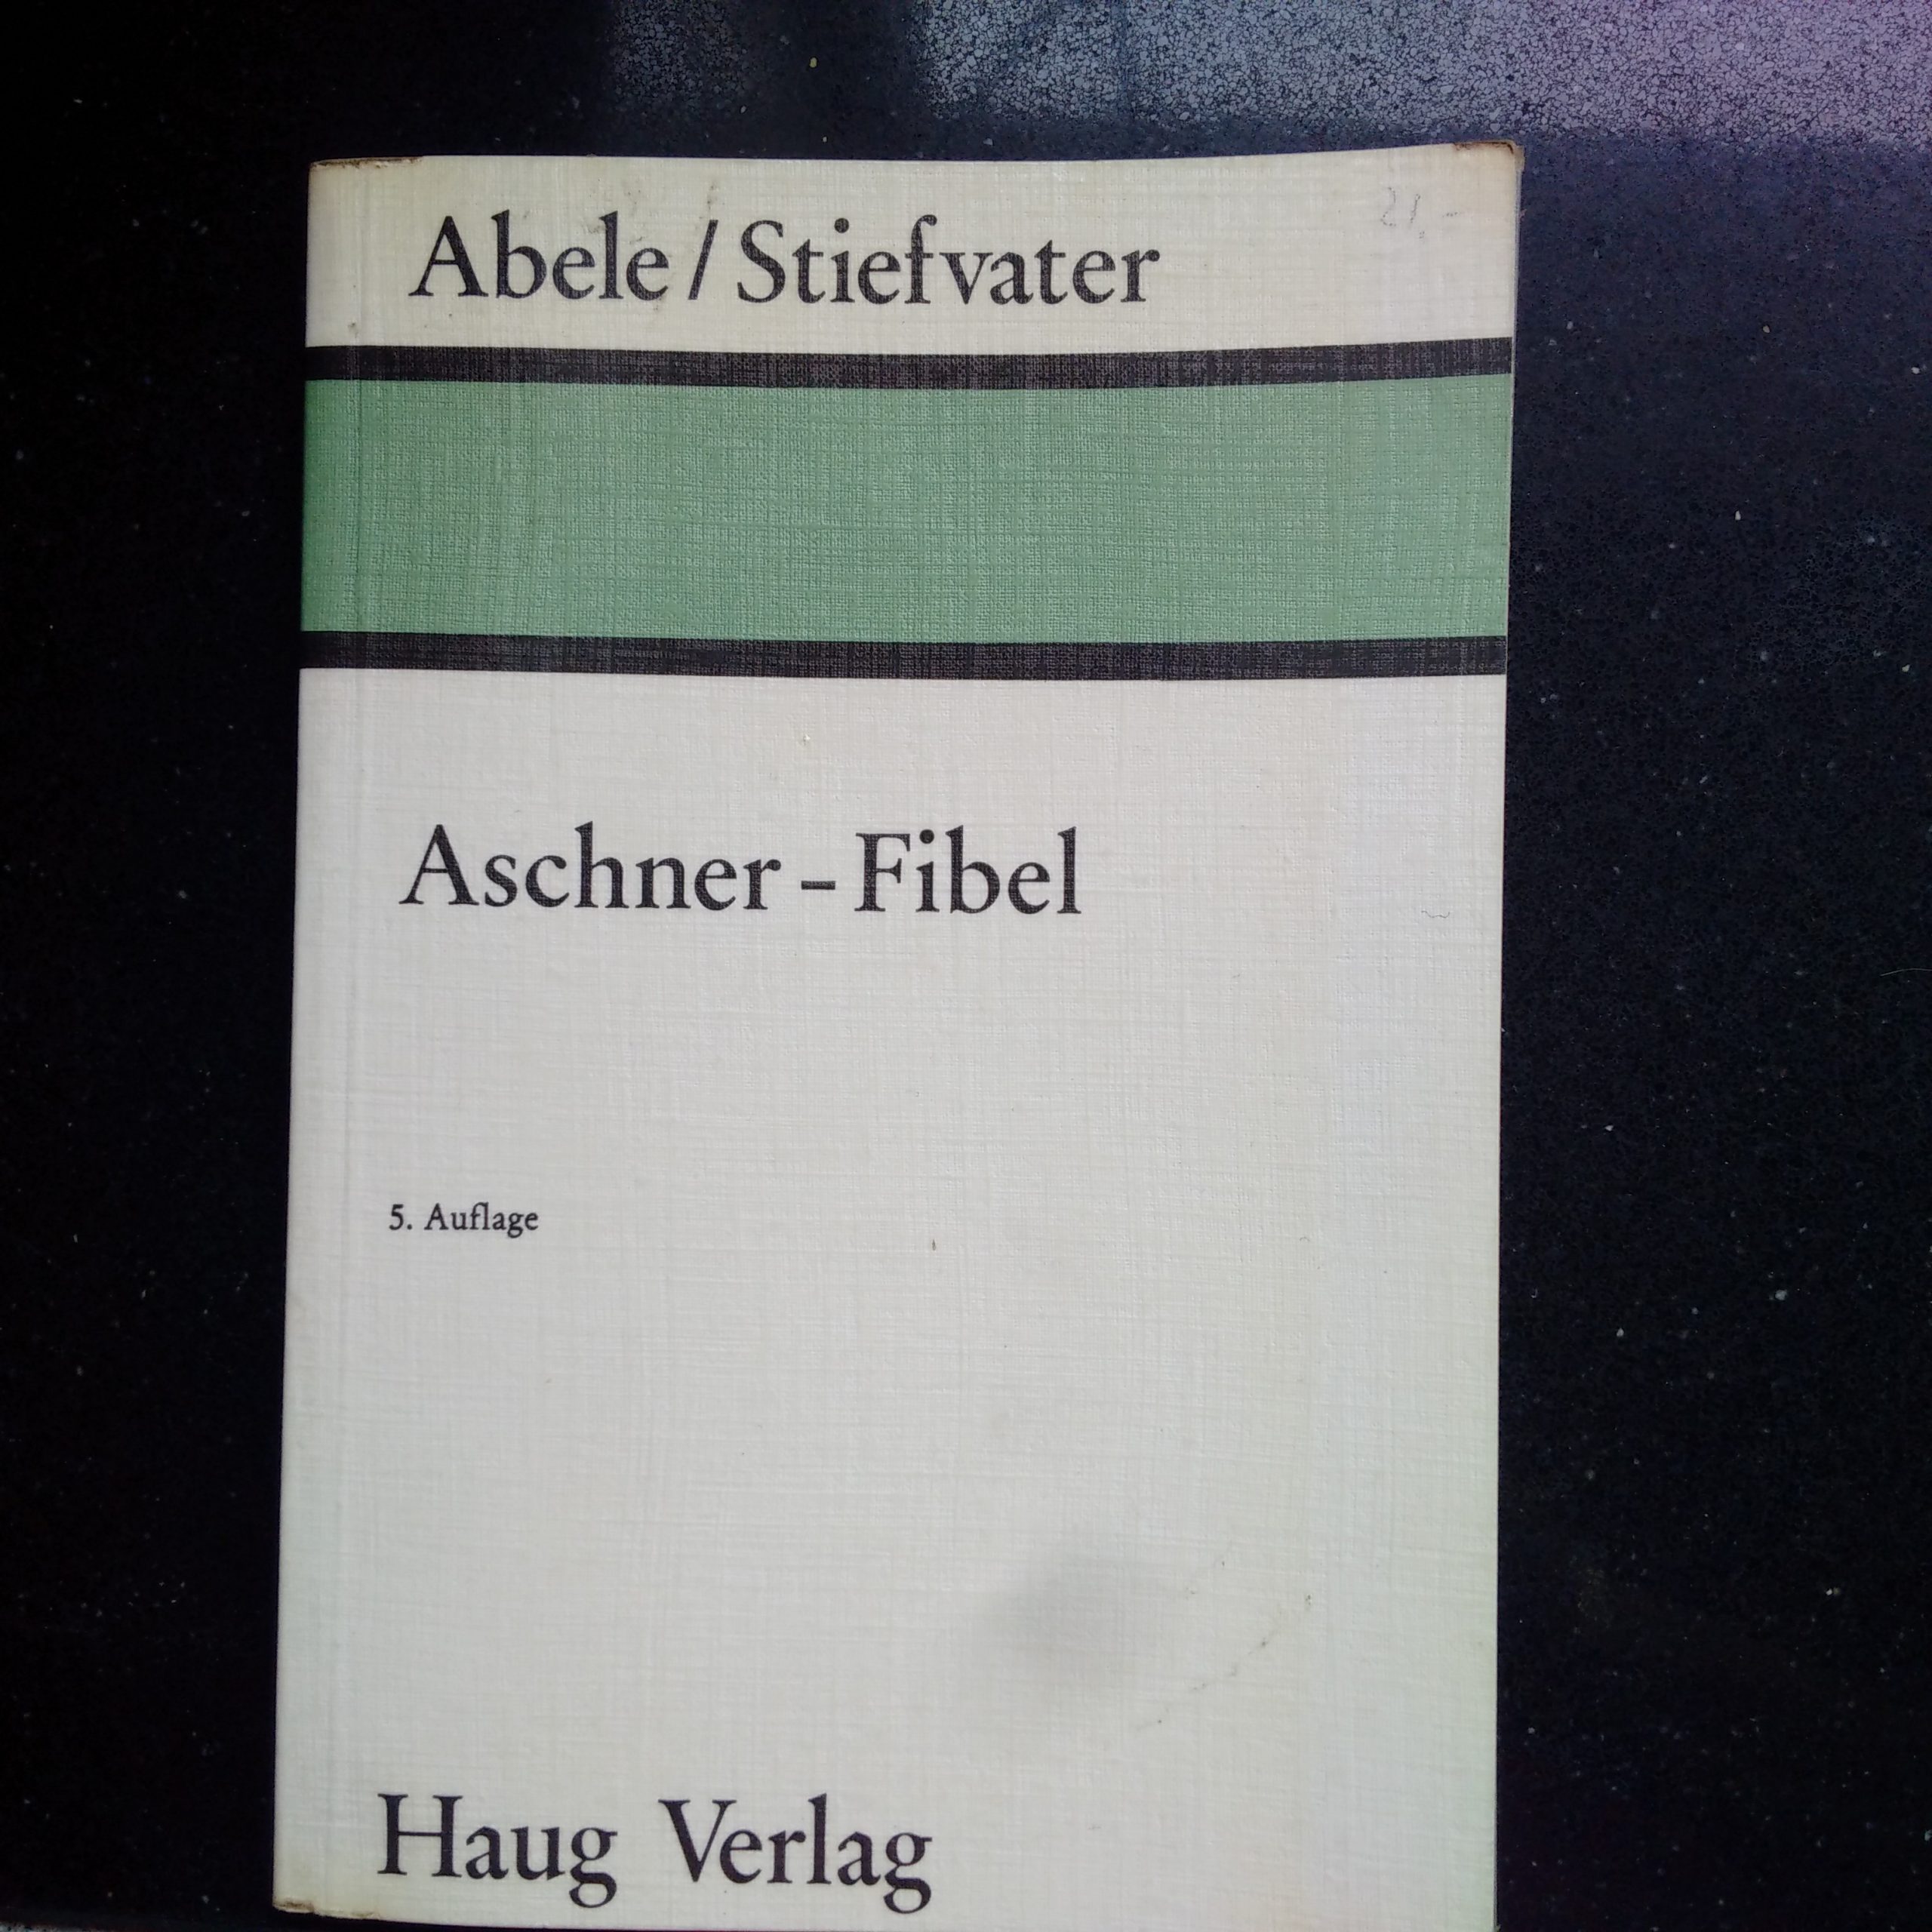 21,-
Abele / Stiefvater
Aschner-Fibel
5. Auflage
Haug Verlag